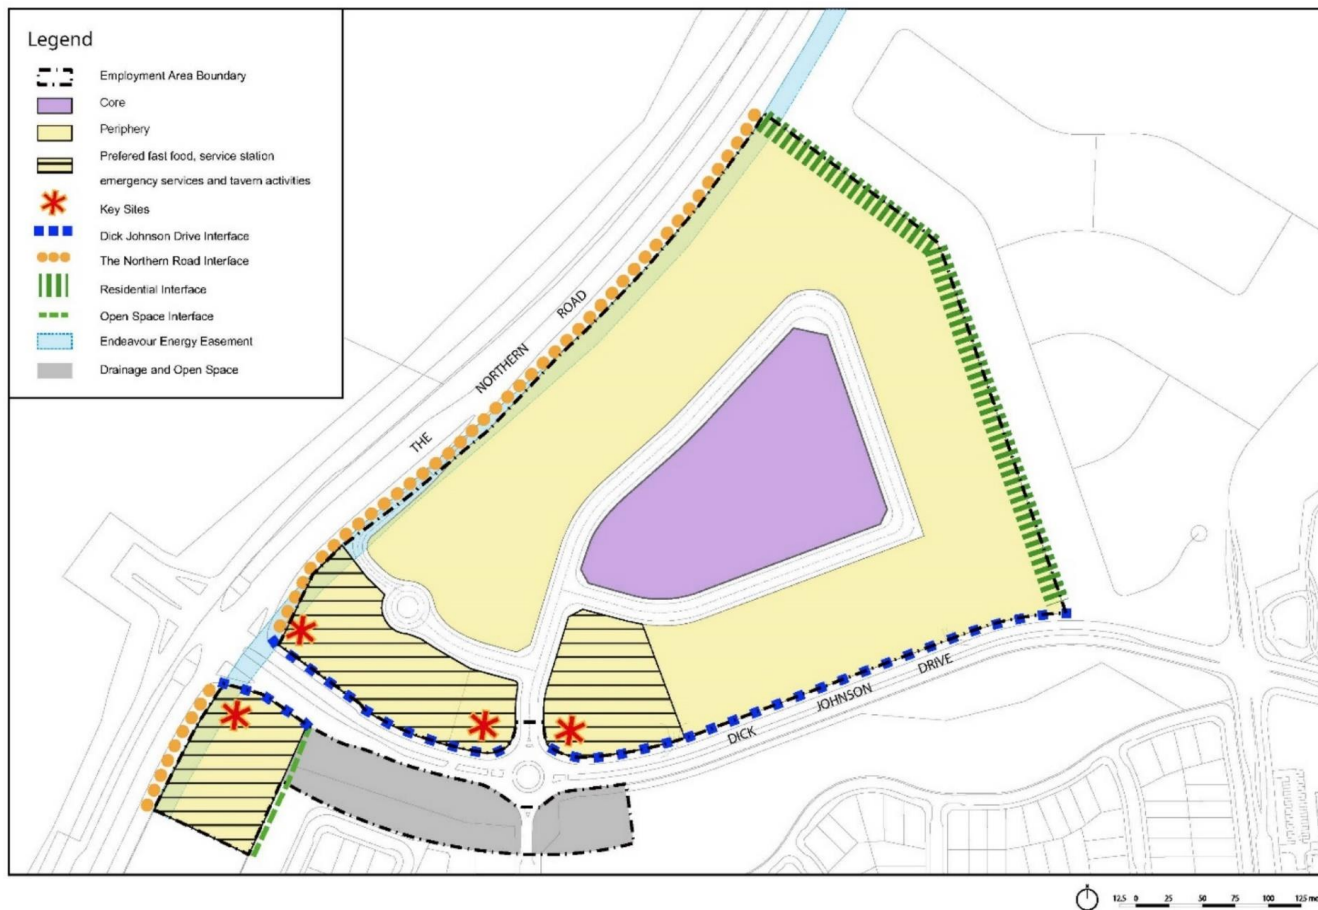 Legend
Employment Area Boundary
Core
Periphery
Prefered fast food, service station
emergency services and tavern activities
Key Sites
Dick Johnson Drive Interface
The Northern Road Interface
Residential Interface
Open Space Interface
Endeavour Energy Easement
Drainage and Open Space
THE NORTHERN ROAD
DICK JOHNSON DRIVE
12.5 0 25 50 75 100 125